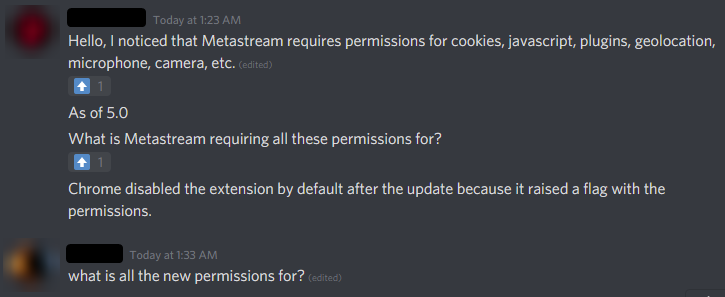 Today at 1:23 AM
Hello, I noticed that Metastream requires permissions for cookies, javascript, plugins, geolocation,
microphone, camera, etc. (edited)
1
As of 5.0
What is Metastream requiring all these permissions for?
1
Chrome disabled the extension by default after the update because it raised a flag with the
permissions.
Today at 1:33 AM
what is all the new permissions for? (edited)